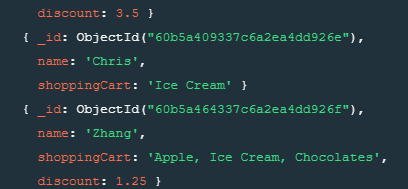 discount: 3.5 }
{ _id: ObjectId("60b5a409337c6a2ea4dd926e"),
name: 'Chris',
shoppingCart: 'Ice Cream' }
{ _id: ObjectId("60b5a464337c6a2ea4dd926f"),
name: 'Zhang',
shoppingCart: 'Apple, Ice Cream, Chocolates',
discount: 1.25 }